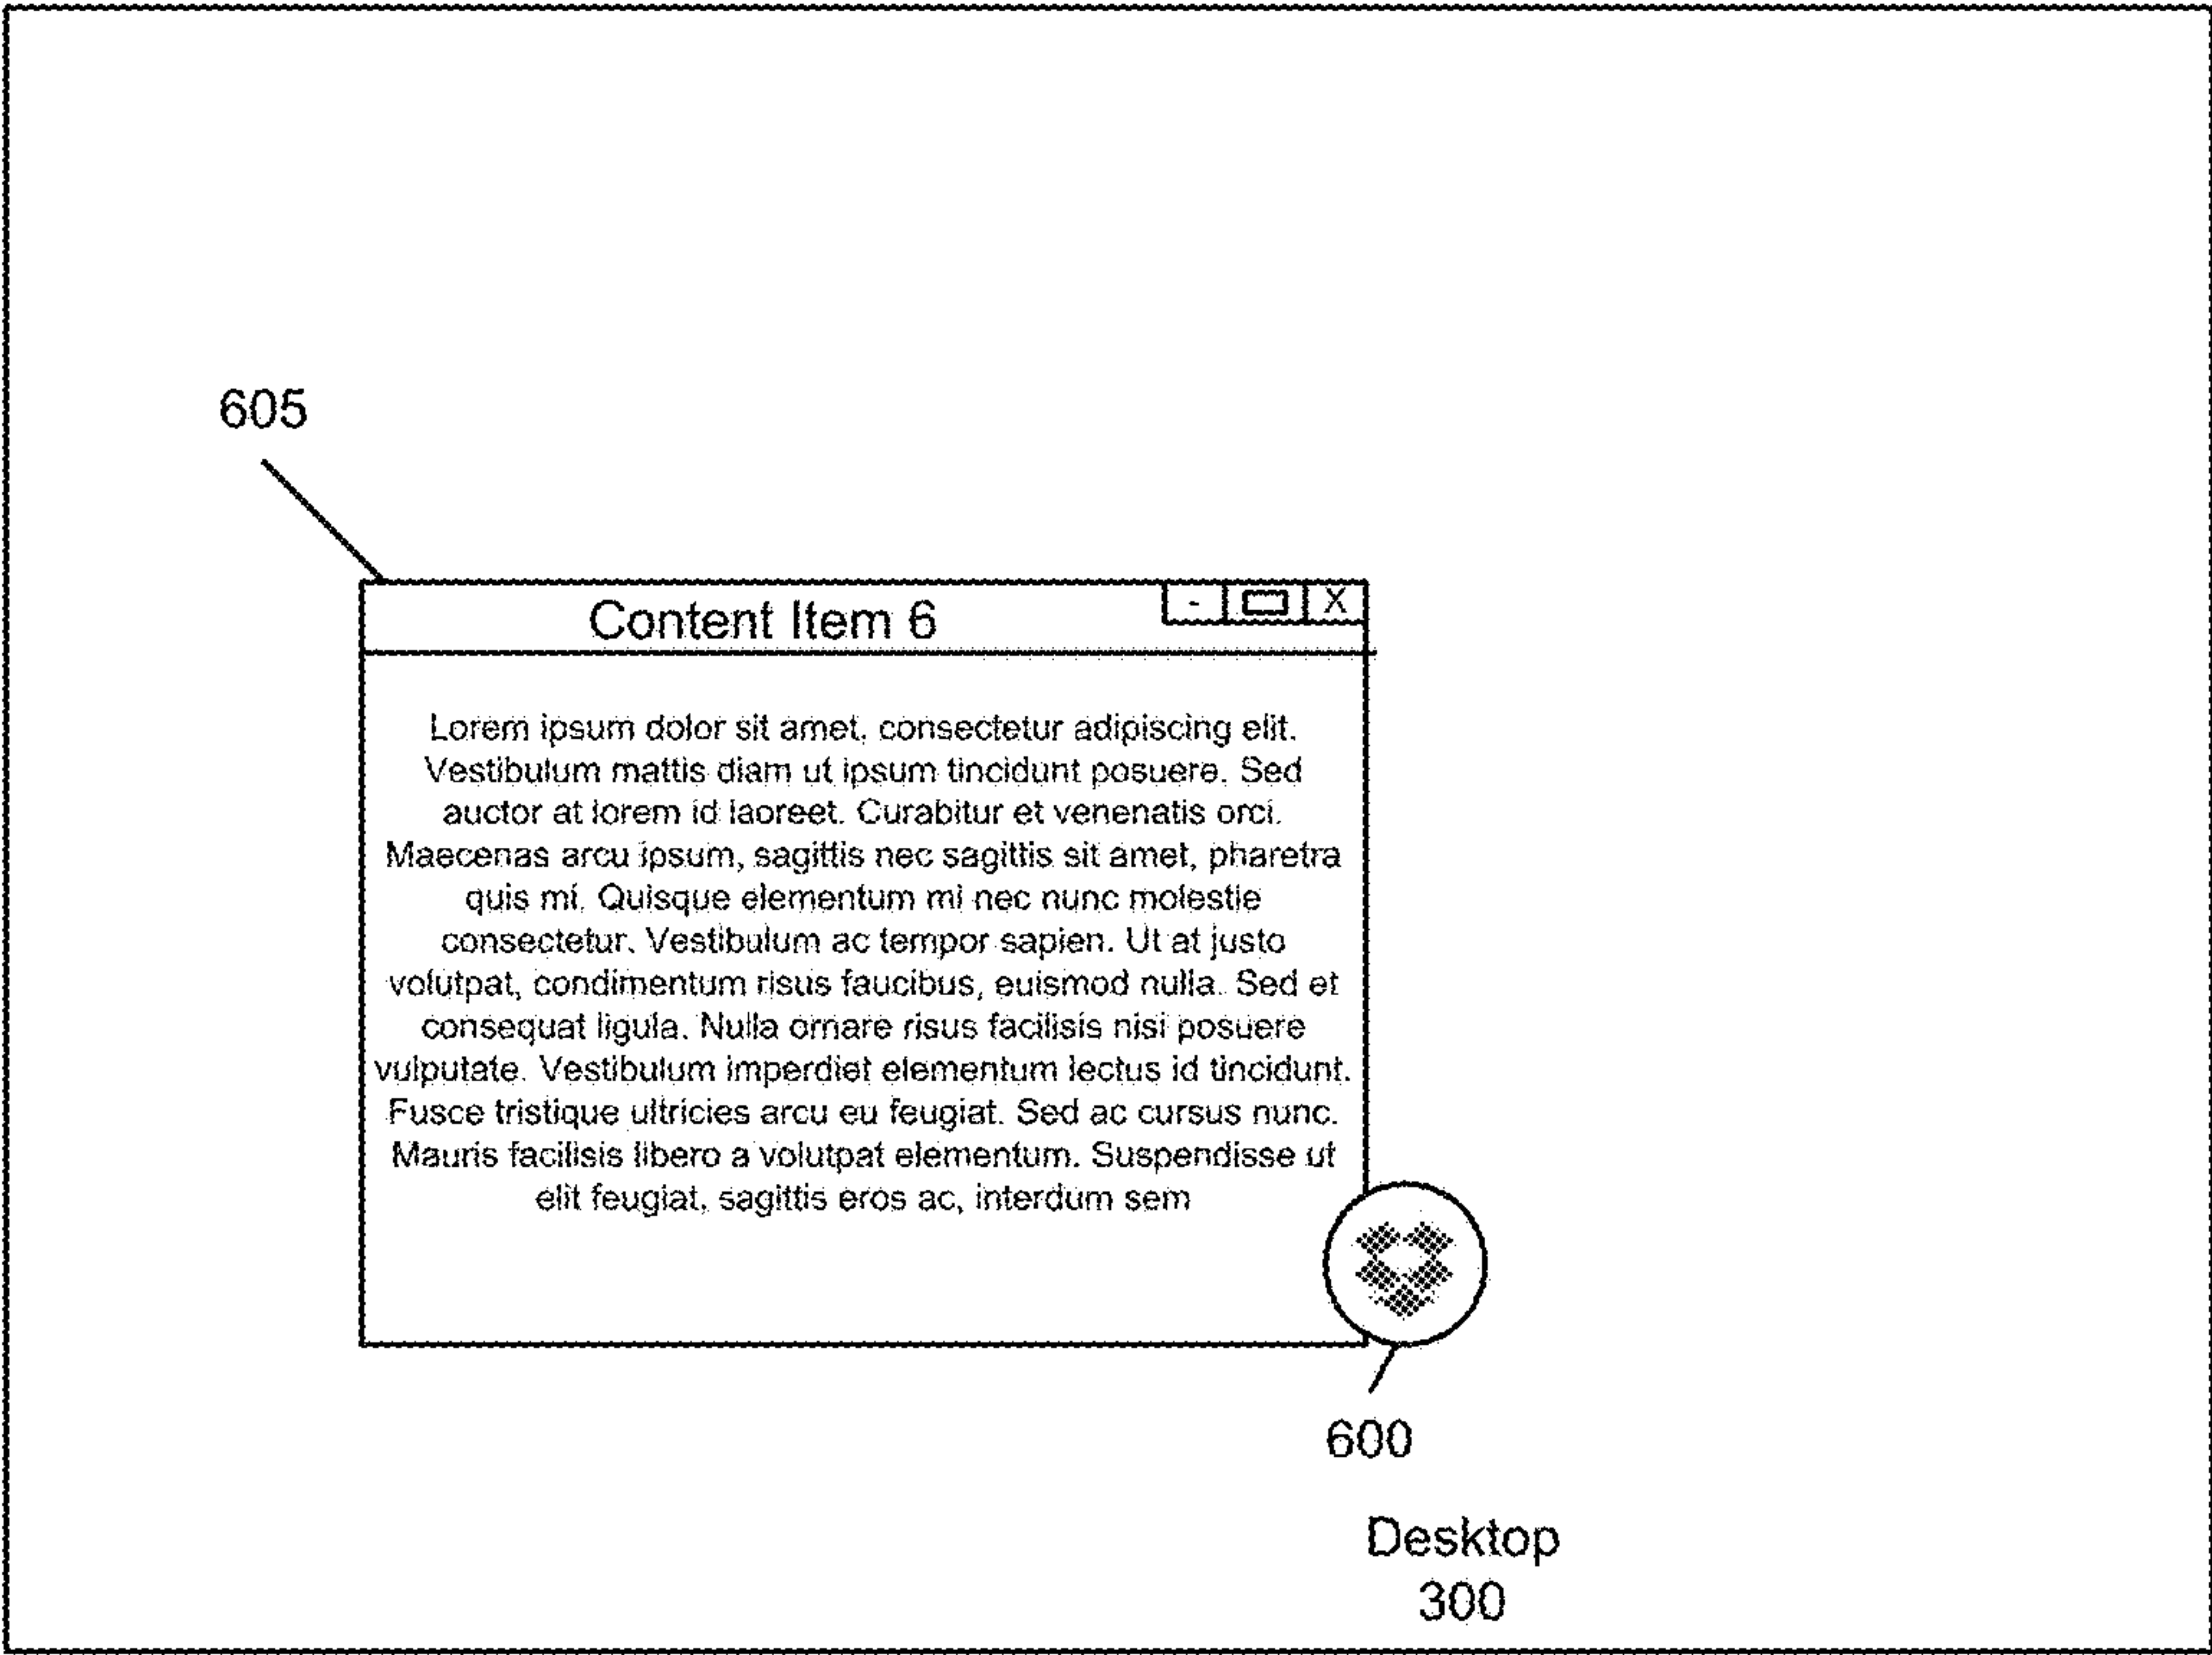 605
Content Item 6
- X
Lorem ipsum dolor sit amet, consectetur adipiscing elit.
Vestibulum mattis diam ut ipsum tincidunt posuere. Sed
auctor at lorem id laoreet. Curabitur et venenatis orci.
Maecenas arcu ipsum, sagittis nec sagittis sit amet, pharetra
quis mi. Quisque elementum mi nec nunc molestie
consectetur. Vestibulum ac tempor sapien. Ut at justo
volutpat, condimentum risus faucibus, euismod nulla. Sed et
consequat ligula. Nulla ornare risus facilisis nisi posuere
vulputate. Vestibulum imperdiet elementum lectus id tincidunt.
Fusce tristique ultricies arcu eu feugiat. Sed ac cursus nunc.
Mauris facilisis libero a volutpat elementum. Suspendisse ut
elit feugiat, sagittis eros ac, interdum sem
600
Desktop
300